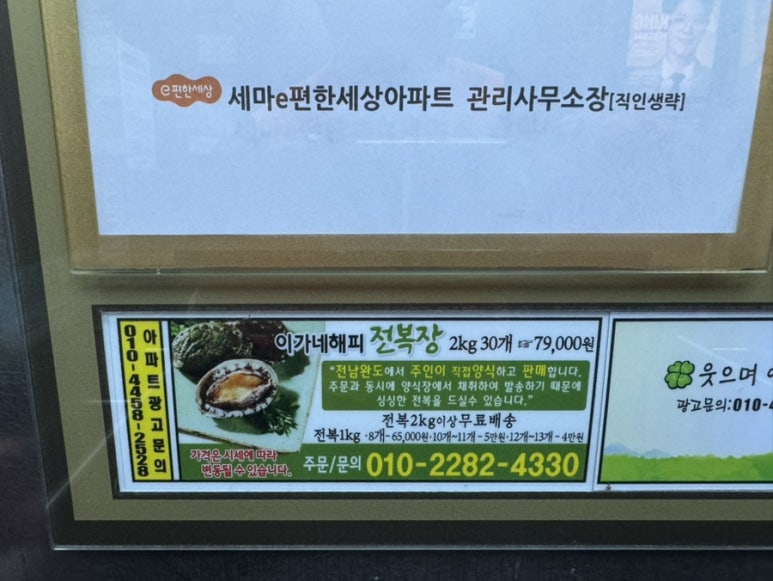 e편한세상
세마e편한세상아파트 관리사무소장[직인생략]
아파트광고문의
010-4458-2528
이가네해피 전복장 2kg 30개 ☞79,000원
"전남완도에서 주인이 직접양식하고 판매합니다.
주문과 동시에 양식장에서 채취하여 발송하기 때문에
싱싱한 전복을 드실수 있습니다."
전복2kg이상무료배송
전복1kg ·8개-65,000원·10개~11개-5만원·12개~13개-4만원
가격은 시세에 따라
변동될 수 있습니다.
주문/문의 010-2282-4330
웃으며
광고문의:010-4